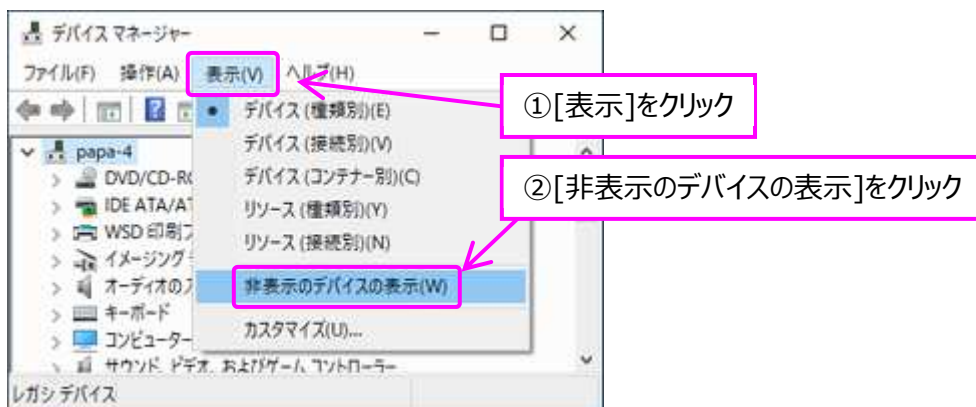 デバイス マネージャー
ファイル(F) 操作(A) 表示(V) ヘルプ(H)
①[表示]をクリック
デバイス (種類別)(E)
デバイス (接続別)(V)
デバイス (コンテナー別)(C)
リソース (種類別)(Y)
リソース (接続別)(N)
非表示のデバイスの表示(W)
カスタマイズ(U)...
②[非表示のデバイスの表示]をクリック
papa-4
DVD/CD-RO
IDE ATA/AT
WSD 印刷プ
イメージング
オーディオの
キーボード
コンピューター
サウンド、ビデオ、およびゲーム コントローラー
レガシ デバイス